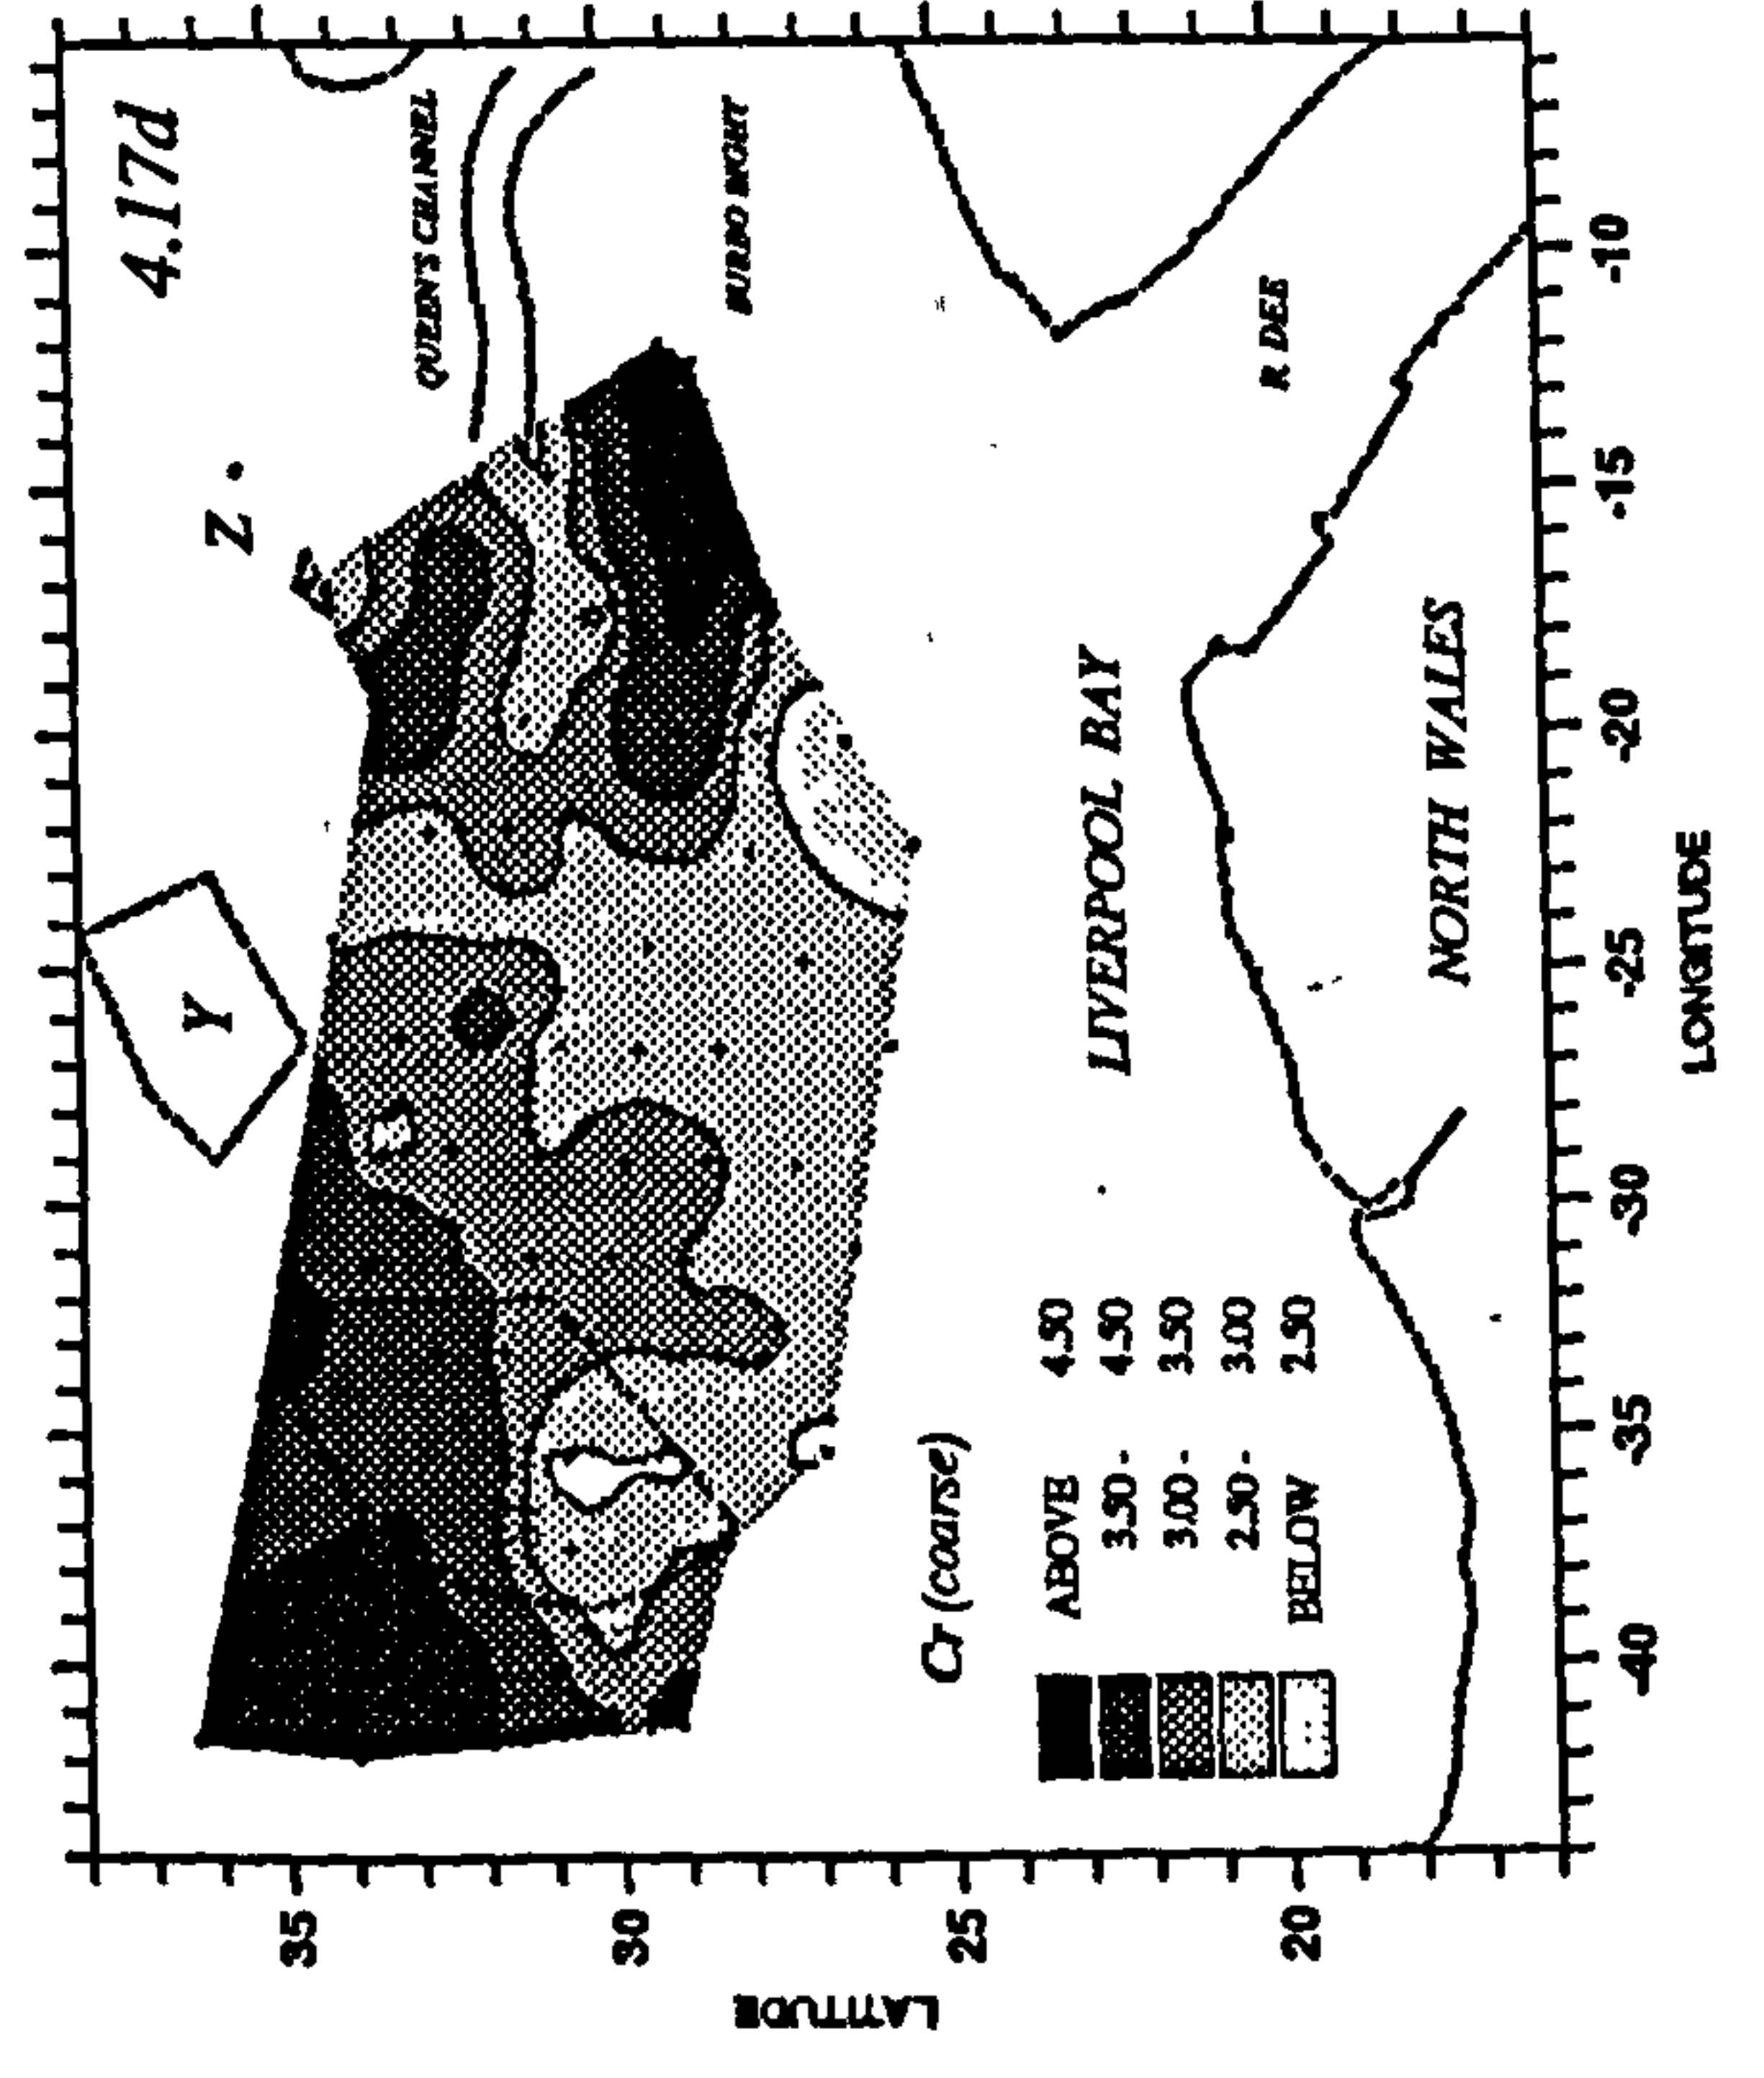 4.17d
Z
Y
QUEEN'S CHANNEL
BURBO BIGHT
LIVERPOOL BAY
R DEE
NORTH WALES
Cr (coarse)
ABOVE 4.50
3.50 - 4.50
3.00 - 3.50
2.50 - 3.00
BELOW 2.50
35
30
25
20
LATITUDE
-40
-35
-30
-25
-20
-15
-10
LONGITUDE